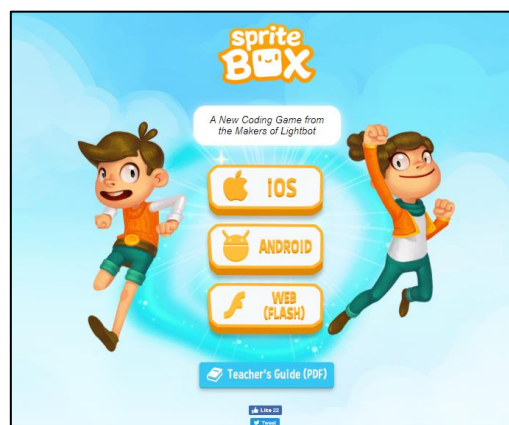 sprite
BOX
A New Coding Game from
the Makers of Lightbot
iOS
ANDROID
WEB
(FLASH)
Teacher's Guide (PDF)
Like 22
Tweet